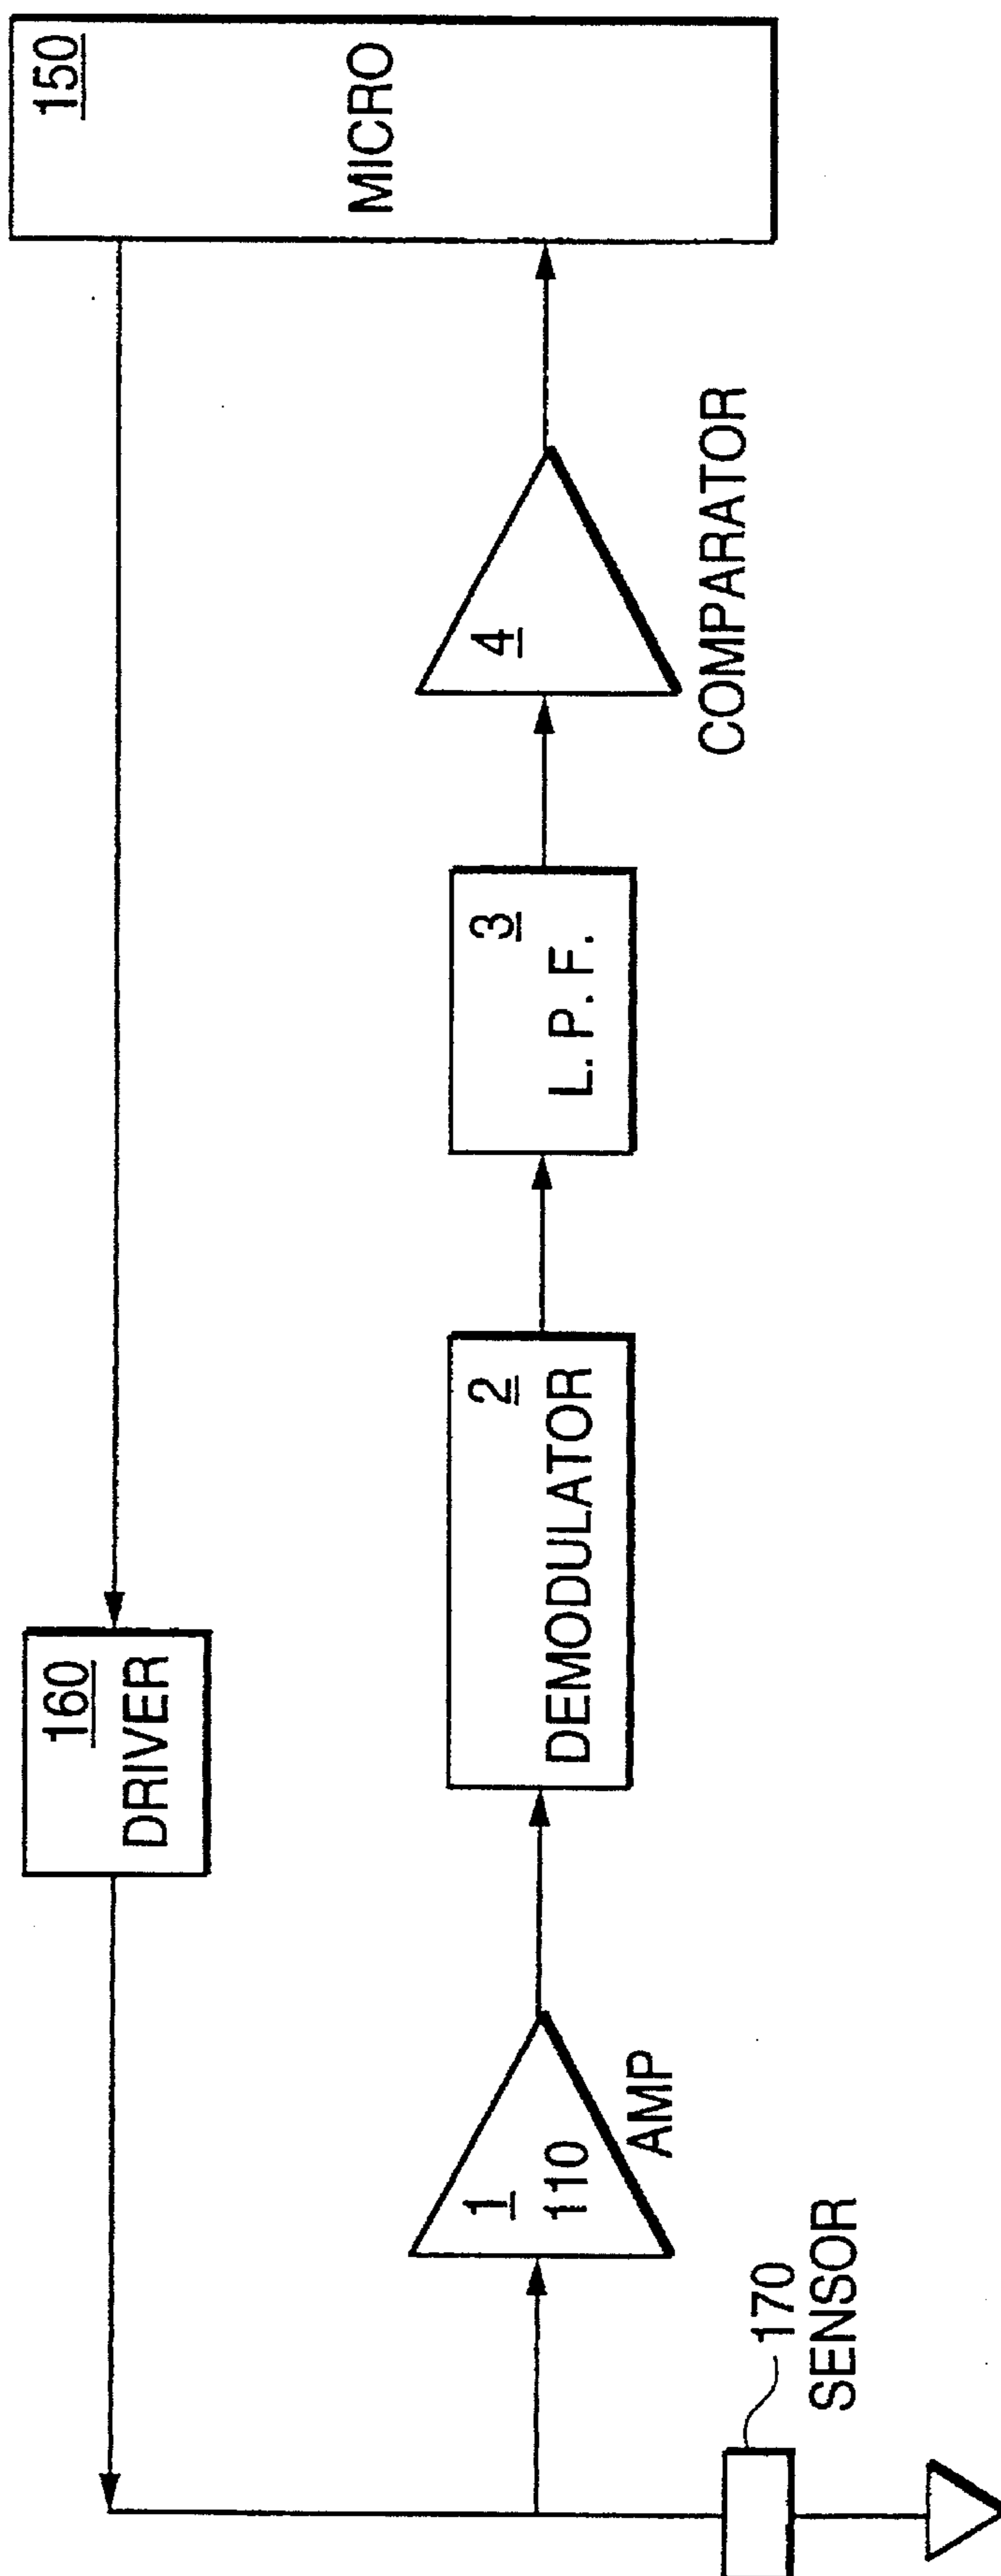 150
MICRO
160
DRIVER
4
COMPARATOR
3
L. P. F.
2
DEMODULATOR
1
110
AMP
170
SENSOR